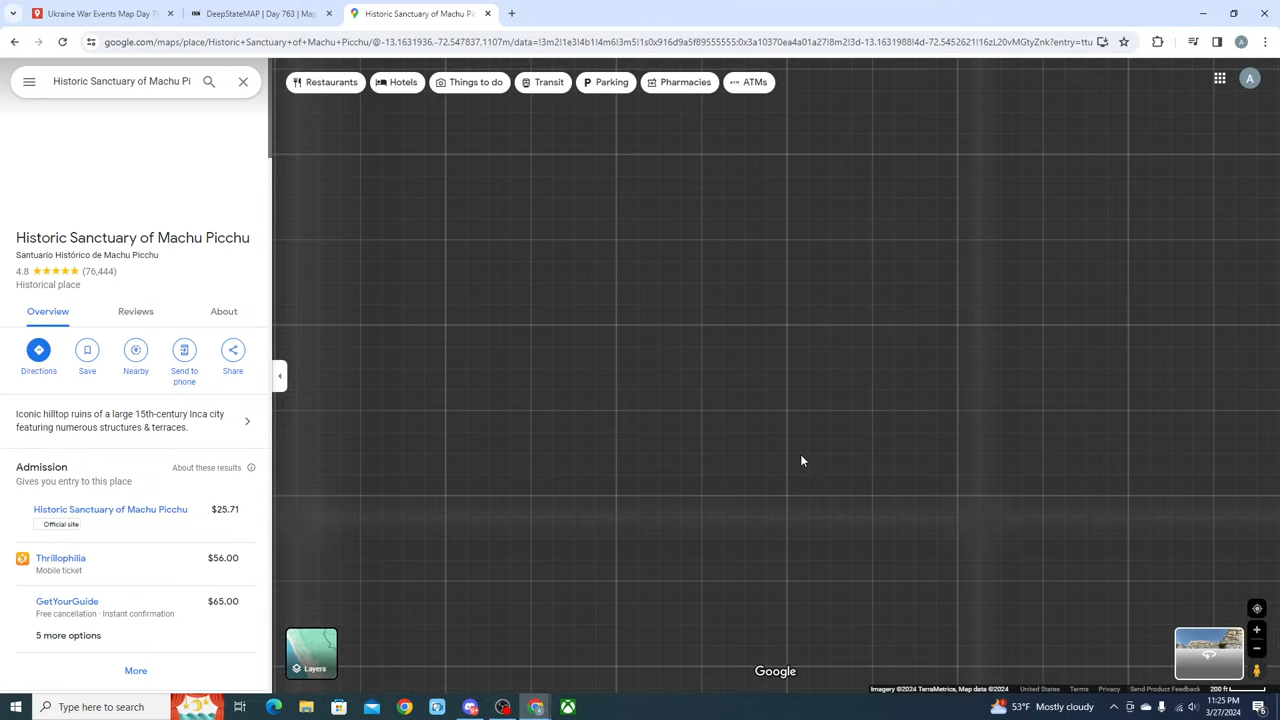 Ukraine War Events Map Day 7
DeepStateMAP | Day 763 | Map
Historic Sanctuary of Machu Picc
google.com/maps/place/Historic+Sanctuary+of+Machu+Picchu/@-13.1631936,-72.547837,1107m/data=!3m2!1e3!4b1!4m6!3m5!1s0x916d9a5f89555555:0x3a10370ea4a01a27!8m2!3d-13.1631988!4d-72.5452621!16zL20vMGtyZnk?entry=ttu
Historic Sanctuary of Machu Pi
Restaurants
Hotels
Things to do
Transit
Parking
Pharmacies
ATMs
A
A
Historic Sanctuary of Machu Picchu
Santuario Histórico de Machu Picchu
4.8 (76,444)
Historical place
Overview
Reviews
About
Directions
Save
Nearby
Send to
phone
Share
Iconic hilltop ruins of a large 15th-century Inca city
featuring numerous structures & terraces.
Admission
About these results
Gives you entry to this place
Historic Sanctuary of Machu Picchu $25.71
Official site
Thrillophilia $56.00
Mobile ticket
GetYourGuide $65.00
Free cancellation · Instant confirmation
5 more options
More
Layers
Google
Imagery ©2024 TerraMetrics, Map data ©2024 United States Terms Privacy Send Product Feedback 200 ft
Type here to search
53°F Mostly cloudy
11:25 PM
3/27/2024